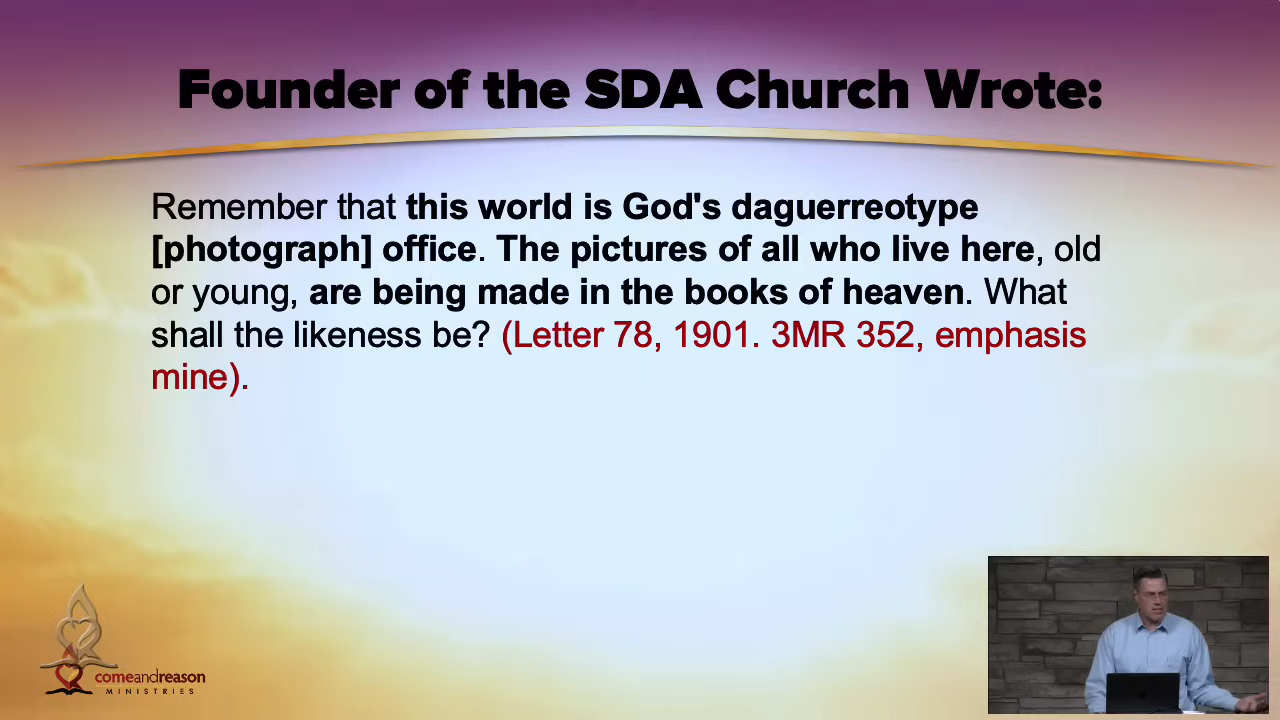 Founder of the SDA Church Wrote:
Remember that this world is God's daguerreotype
[photograph] office. The pictures of all who live here, old
or young, are being made in the books of heaven. What
shall the likeness be? (Letter 78, 1901. 3MR 352, emphasis
mine).
comeandreason
MINISTRIES